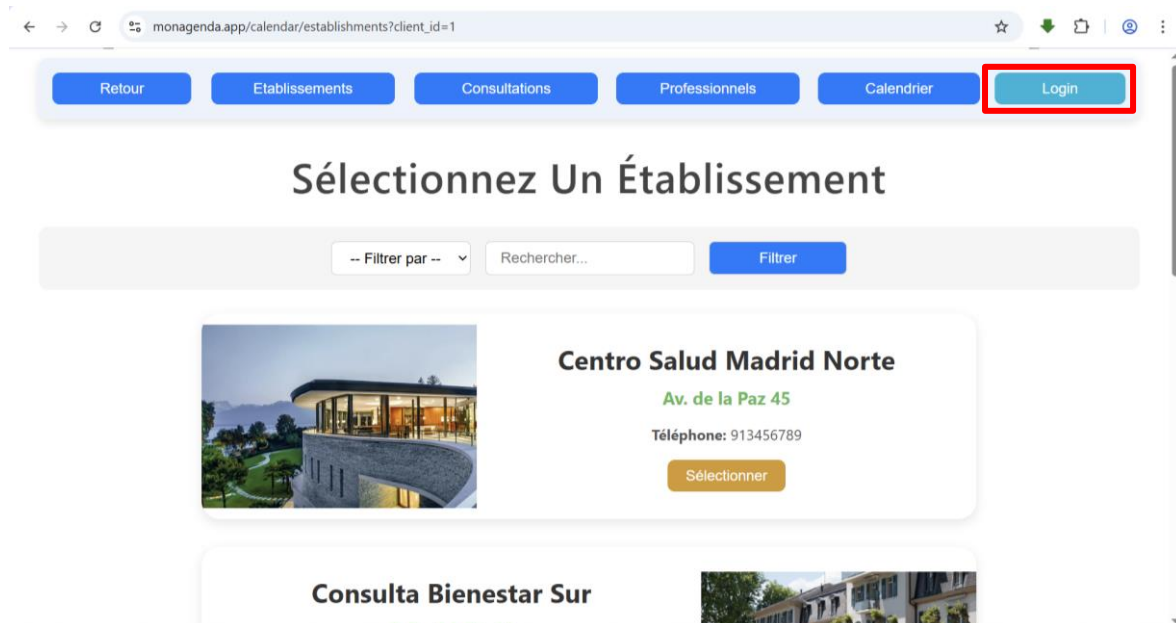 monagenda.app/calendar/establishments?client_id=1
Retour Etablissements Consultations Professionnels Calendrier Login
Sélectionnez Un Établissement
-- Filtrer par -- Rechercher... Filtrer
Centro Salud Madrid Norte
Av. de la Paz 45
Téléphone: 913456789
Sélectionner
Consulta Bienestar Sur